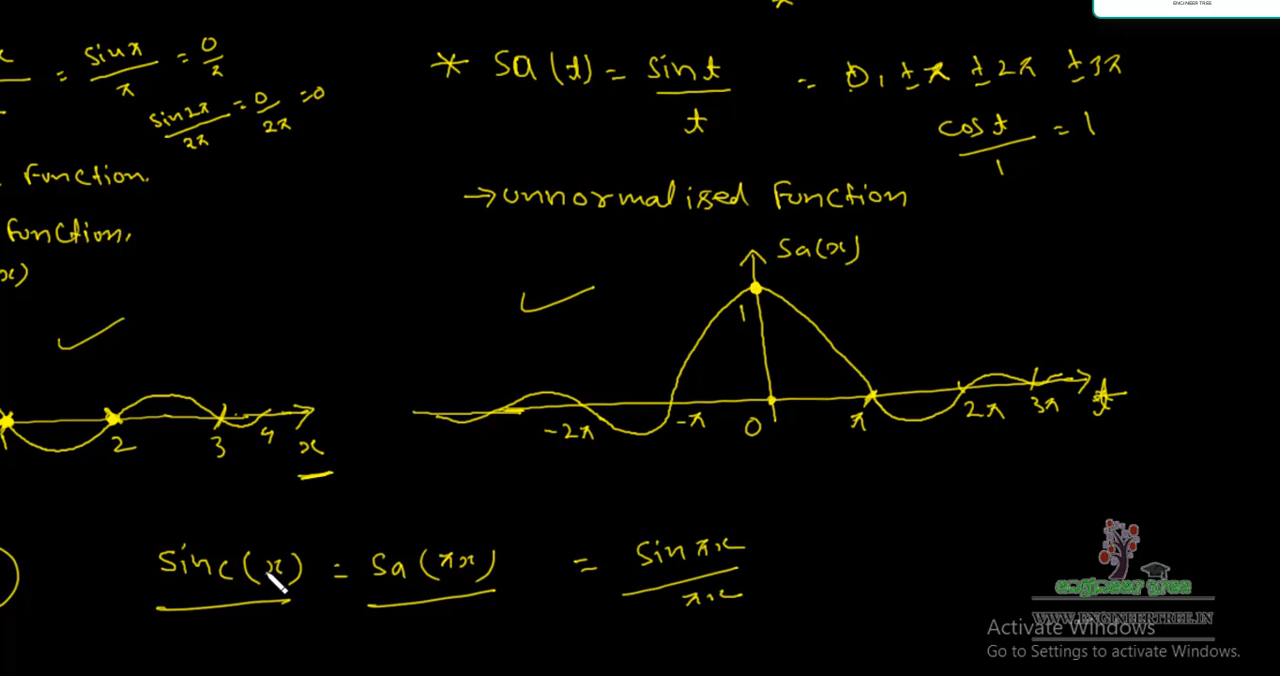 ENGINEER TREE
= sinπ/π = 0/π
sin2π/2π = 0/2π = 0
* Sa(t) = sint/t = 0, ±π ±2π ±3π
cost/1 = 1
Function.
→ unnormalised Function
Function,
x)
Sa(x)
1
2 3 4 x
-2π -π 0 π 2π 3π t
Sinc(x) = Sa(πx) = Sinπx/πx
WWW.ENGINEERTREE.IN
Activate Windows
Go to Settings to activate Windows.